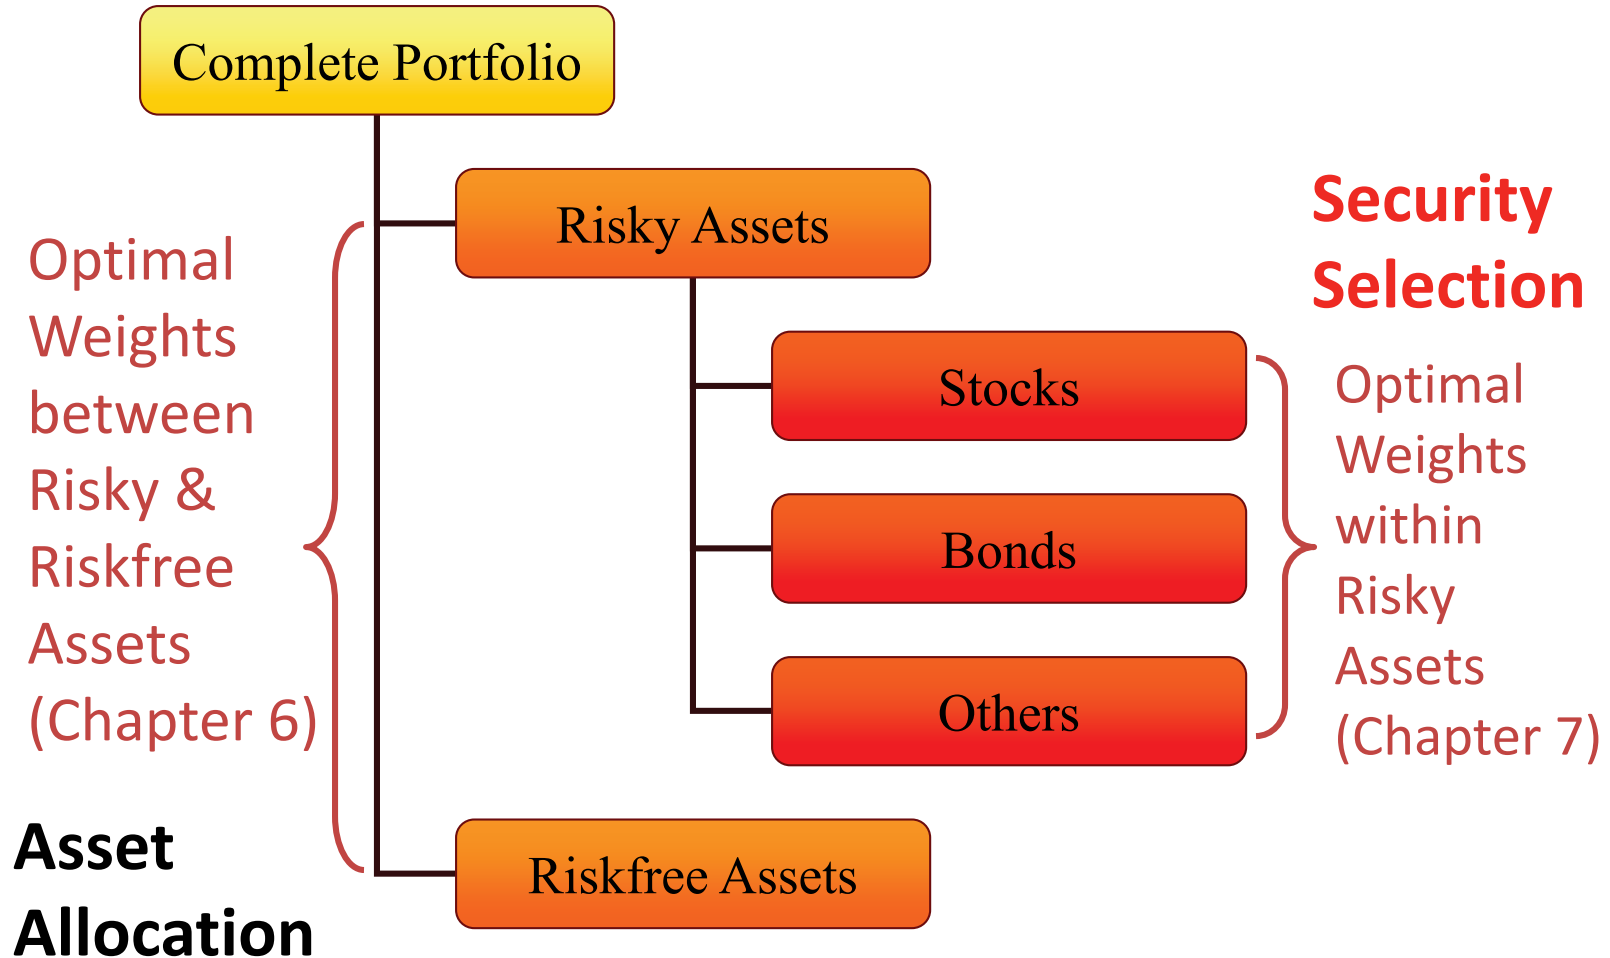 Complete Portfolio
Risky Assets
Stocks
Bonds
Others
Riskfree Assets
Optimal
Weights
between
Risky &
Riskfree
Assets
(Chapter 6)
Asset
Allocation
Security
Selection
Optimal
Weights
within
Risky
Assets
(Chapter 7)